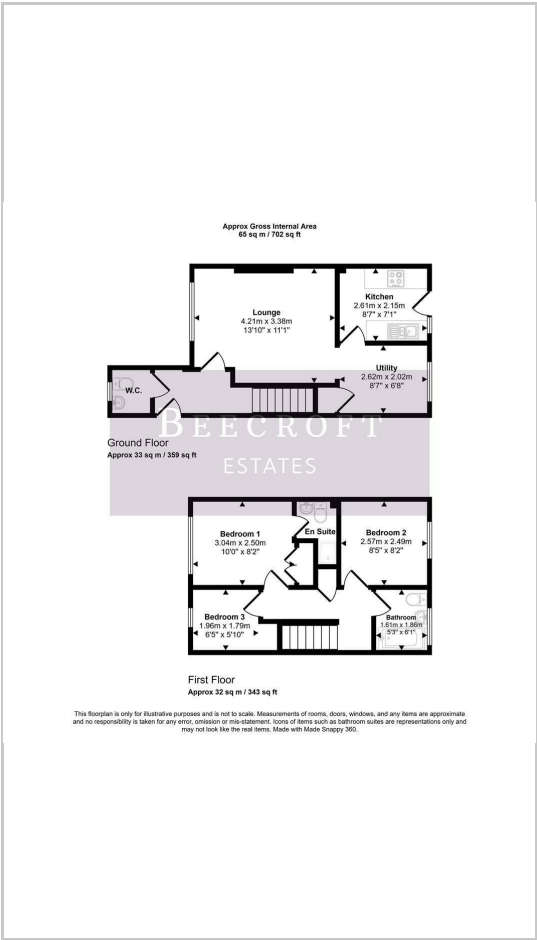 Approx Gross Internal Area
65 sq m / 702 sq ft
Lounge
4.21m x 3.38m
13'10" x 11'1"
Kitchen
2.61m x 2.15m
8'7" x 7'1"
Utility
2.62m x 2.02m
8'7" x 6'8"
W.C.
BEECROFT
ESTATES
Ground Floor
Approx 33 sq m / 359 sq ft
Bedroom 1
3.04m x 2.50m
10'0" x 8'2"
En Suite
Bedroom 2
2.57m x 2.49m
8'5" x 8'2"
Bedroom 3
1.96m x 1.79m
6'5" x 5'10"
Bathroom
1.61m x 1.86m
5'3" x 6'1"
First Floor
Approx 32 sq m / 343 sq ft
This floorplan is only for illustrative purposes and is not to scale. Measurements of rooms, doors, windows, and any items are approximate
and no responsibility is taken for any error, omission or mis-statement. Icons of items such as bathroom suites are representations only and
may not look like the real items. Made with Made Snappy 360.